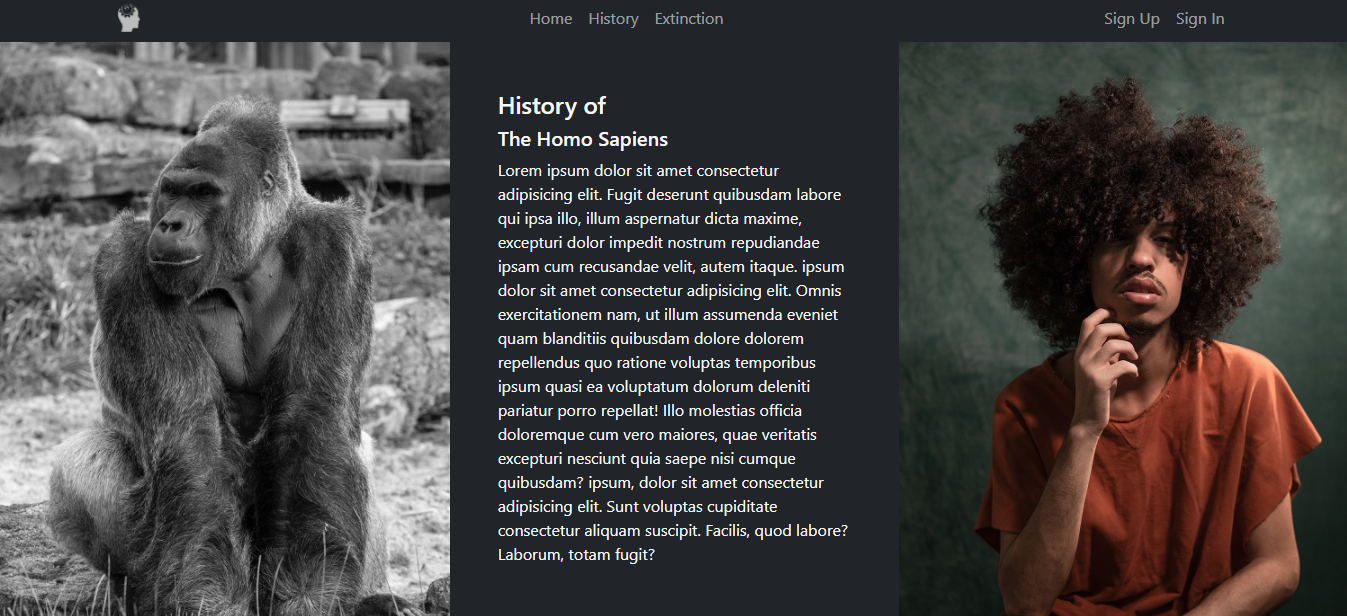 Home History Extinction Sign Up Sign In
History of
The Homo Sapiens
Lorem ipsum dolor sit amet consectetur
adipisicing elit. Fugit deserunt quibusdam labore
qui ipsa illo, illum aspernatur dicta maxime,
excepturi dolor impedit nostrum repudiandae
ipsam cum recusandae velit, autem itaque. ipsum
dolor sit amet consectetur adipisicing elit. Omnis
exercitationem nam, ut illum assumenda eveniet
quam blanditiis quibusdam dolore dolorem
repellendus quo ratione voluptas temporibus
ipsum quasi ea voluptatum dolorum deleniti
pariatur porro repellat! Illo molestias officia
doloremque cum vero maiores, quae veritatis
excepturi nesciunt quia saepe nisi cumque
quibusdam? ipsum, dolor sit amet consectetur
adipisicing elit. Sunt voluptas cupiditate
consectetur aliquam suscipit. Facilis, quod labore?
Laborum, totam fugit?